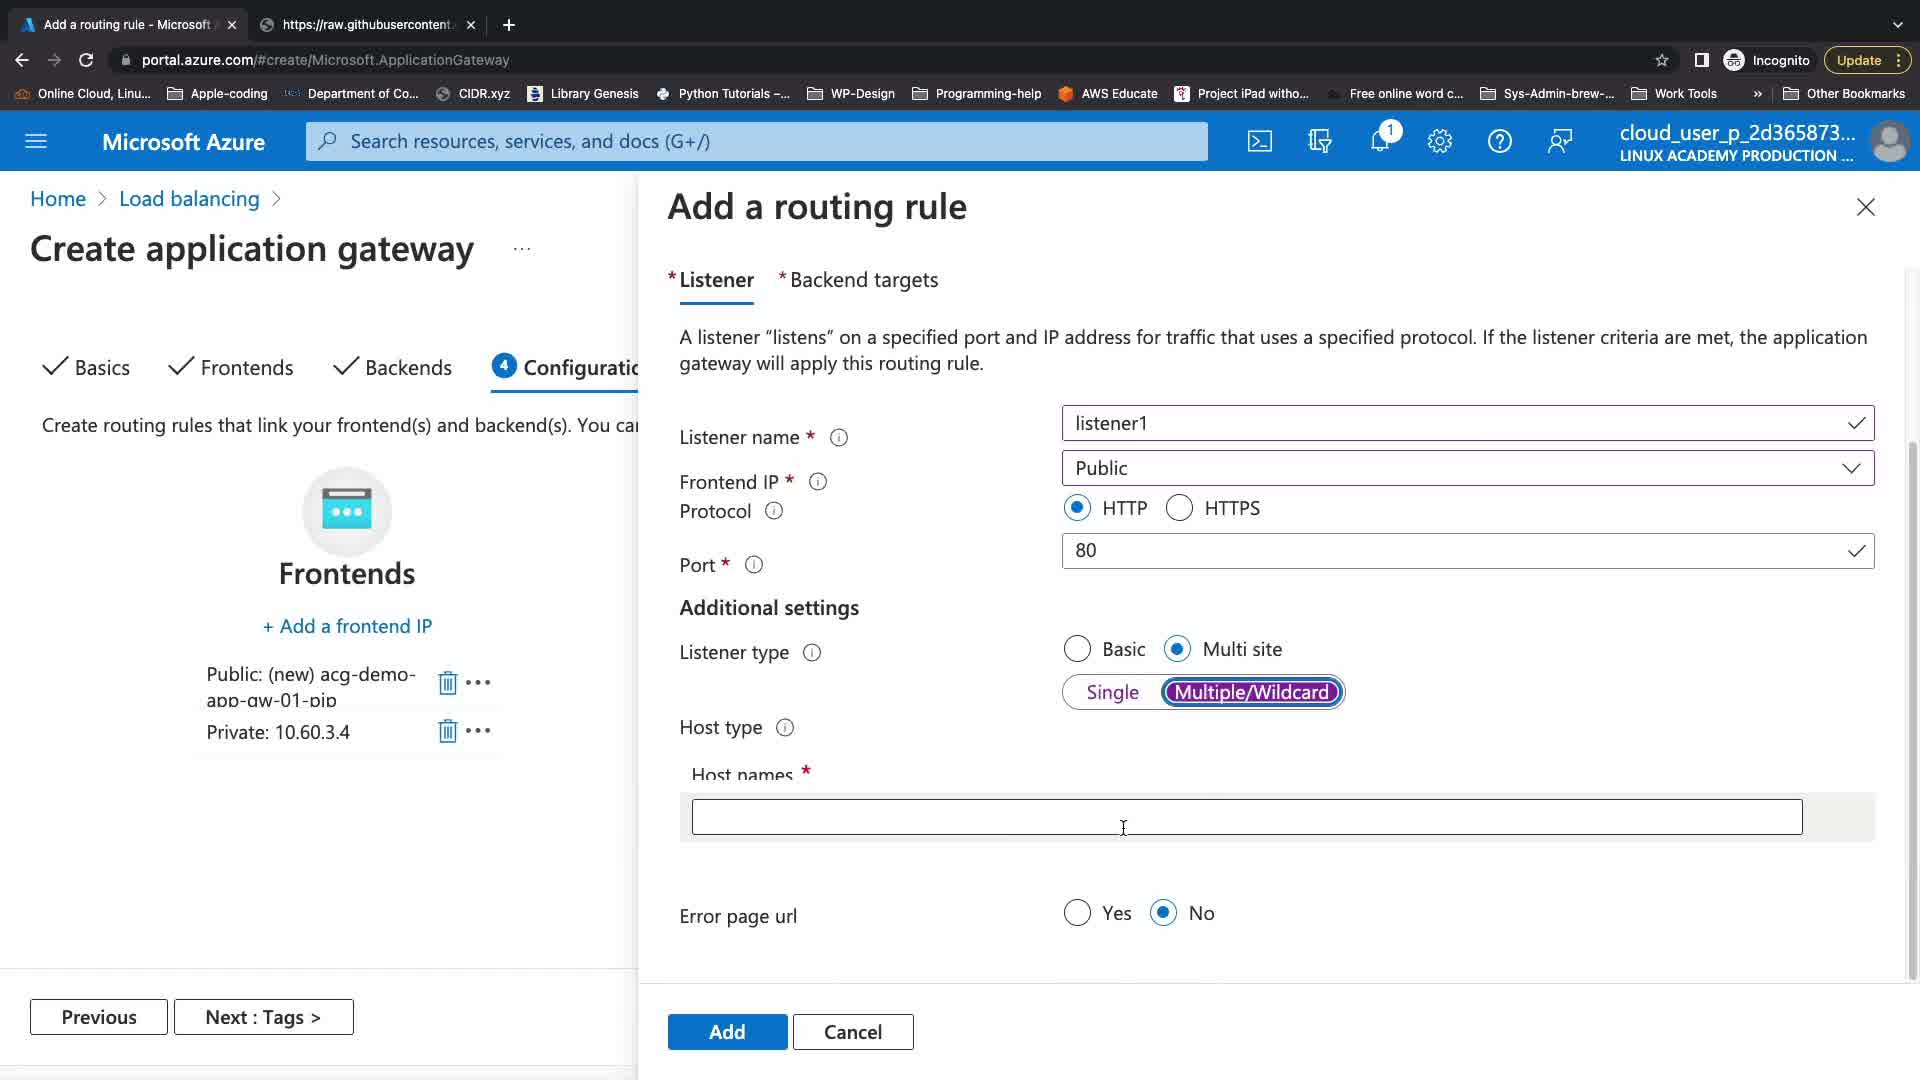 Add a routing rule - Microsoft A
https://raw.githubusercontent.
portal.azure.com/#create/Microsoft.ApplicationGateway
Incognito
Update
Online Cloud, Linu...
Apple-coding
Department of Co...
CIDR.xyz
Library Genesis
Python Tutorials –...
WP-Design
Programming-help
AWS Educate
Project iPad witho...
Free online word c...
Sys-Admin-brew-...
Work Tools
»
Other Bookmarks
Microsoft Azure
Search resources, services, and docs (G+/)
1
cloud_user_p_2d365873...
LINUX ACADEMY PRODUCTION ...
Home > Load balancing >
Create application gateway ...
Basics
Frontends
Backends
4 Configuratio
Create routing rules that link your frontend(s) and backend(s). You can
Frontends
+ Add a frontend IP
Public: (new) acg-demo-
app-gw-01-pip
Private: 10.60.3.4
Previous
Next : Tags >
Add a routing rule
* Listener
* Backend targets
A listener “listens” on a specified port and IP address for traffic that uses a specified protocol. If the listener criteria are met, the application
gateway will apply this routing rule.
Listener name *
listener1
Frontend IP *
Public
Protocol
HTTP
HTTPS
Port *
80
Additional settings
Listener type
Basic
Multi site
Single
Multiple/Wildcard
Host type
Host names *
Error page url
Yes
No
Add
Cancel